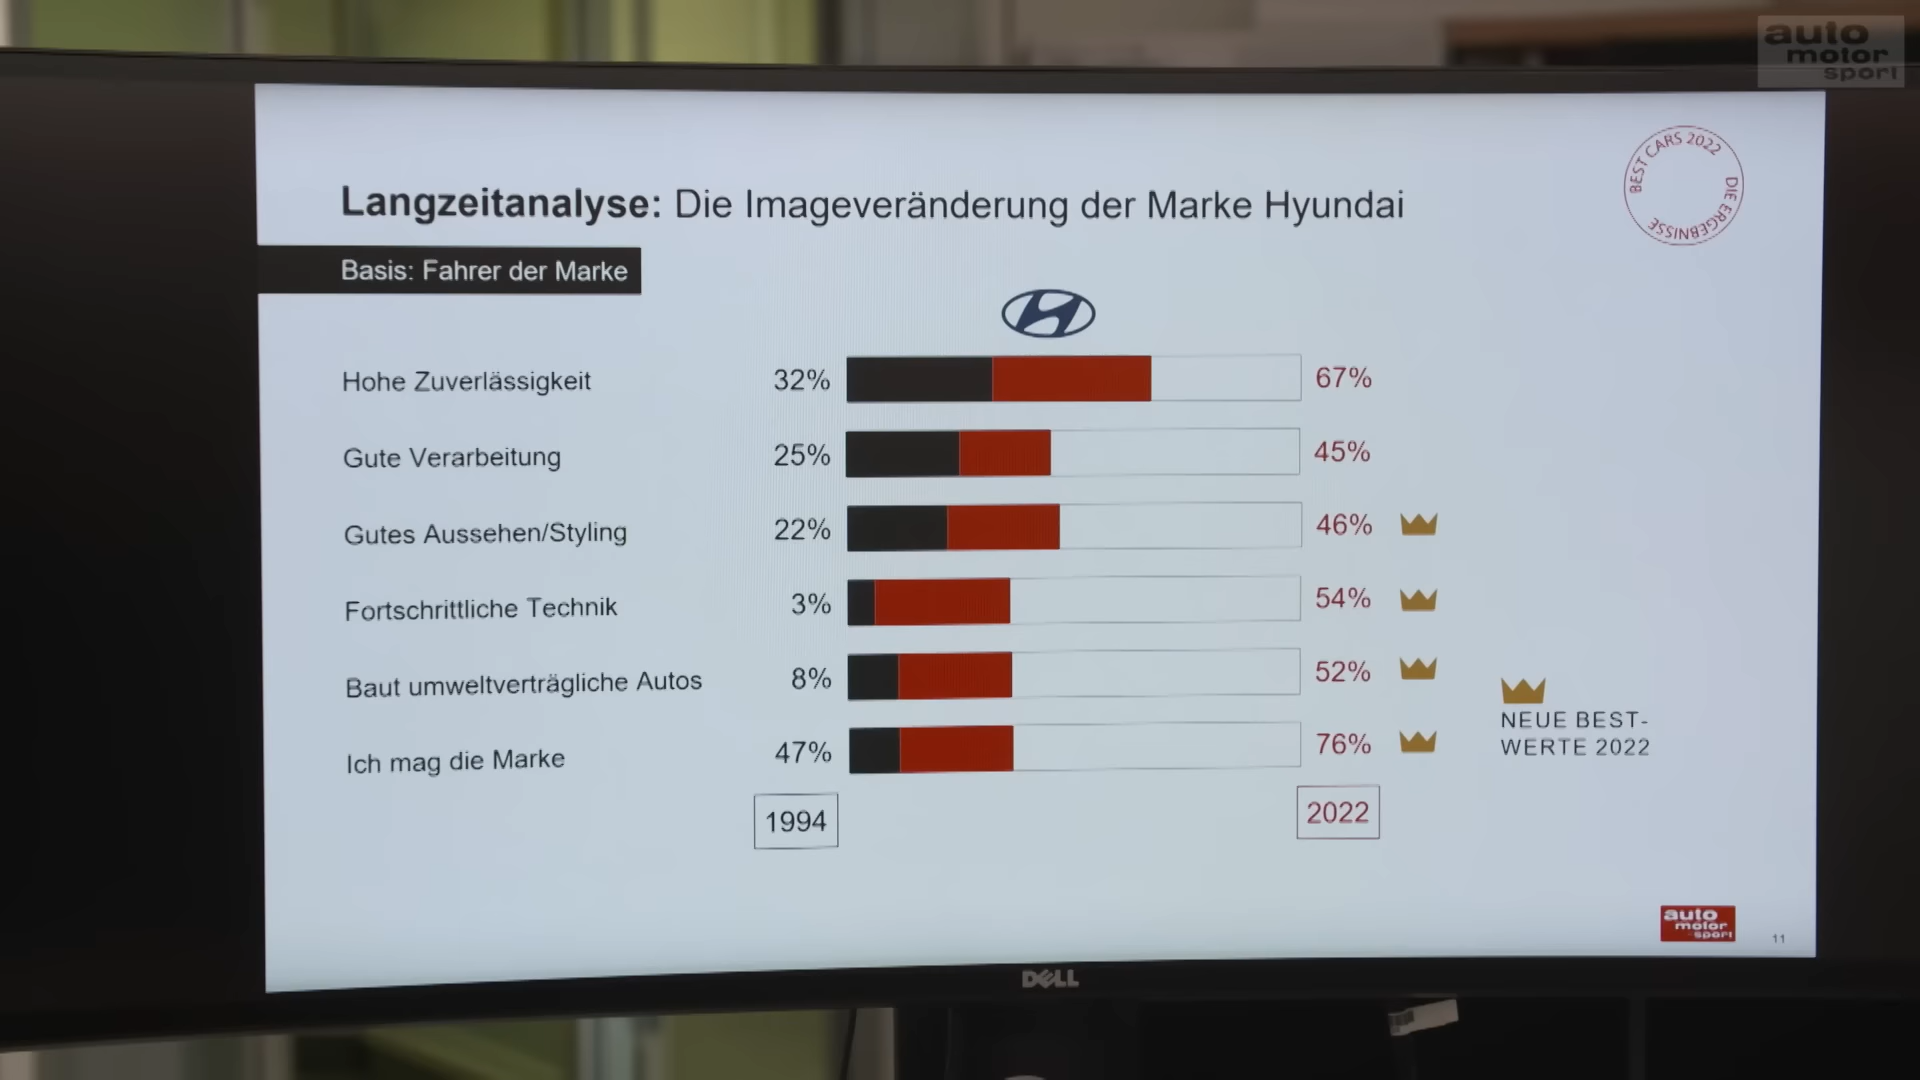 auto
motor
sport
BEST CARS 2022
DIE ERGEBNISSE
Langzeitanalyse: Die Imageveränderung der Marke Hyundai
Basis: Fahrer der Marke
Hohe Zuverlässigkeit 32% 67%
Gute Verarbeitung 25% 45%
Gutes Aussehen/Styling 22% 46%
Fortschrittliche Technik 3% 54%
Baut umweltverträgliche Autos 8% 52%
Ich mag die Marke 47% 76%
NEUE BEST-
WERTE 2022
1994 2022
auto
motor
sport
11
DELL